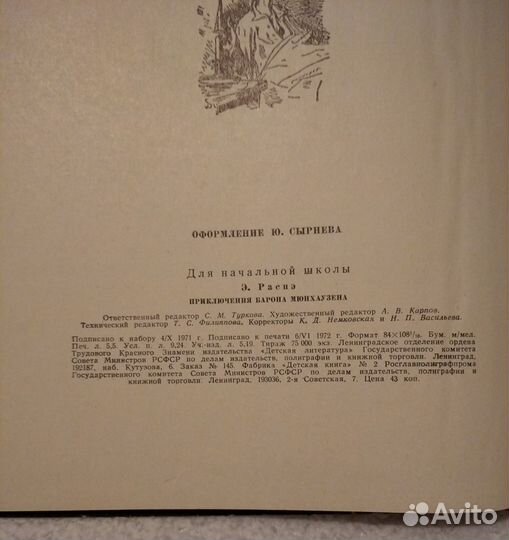 ОФОРМЛЕНИЕ Ю. СЫРНЕВА
Для начальной школы
Э. Распэ
ПРИКЛЮЧЕНИЯ БАРОНА МЮНХАУЗЕНА
Ответственный редактор С. М. Туркова. Художественный редактор А. В. Карпов.
Технический редактор Т. С. Филиппова. Корректоры К. Д. Немковская и Н. П. Васильева.
Подписано к набору 4/X 1971 г. Подписано к печати 6/VI 1972 г. Формат 84×108¹/₁₆. Бум. м/мел.
Печ. л. 5,5. Усл. п. л. 9,24. Уч.-изд. л. 5,19. Тираж 75 000 экз. Ленинградское отделение ордена
Трудового Красного Знамени издательства «Детская литература» Государственного комитета
Совета Министров РСФСР по делам издательств, полиграфии и книжной торговли. Ленинград,
192187, наб. Кутузова, 6. Заказ № 145. Фабрика «Детская книга» № 2 Росглавполиграфпрома
Государственного комитета Совета Министров РСФСР по делам издательств, полиграфии и
книжной торговли. Ленинград, 193036, 2-я Советская, 7. Цена 43 коп.
Avito